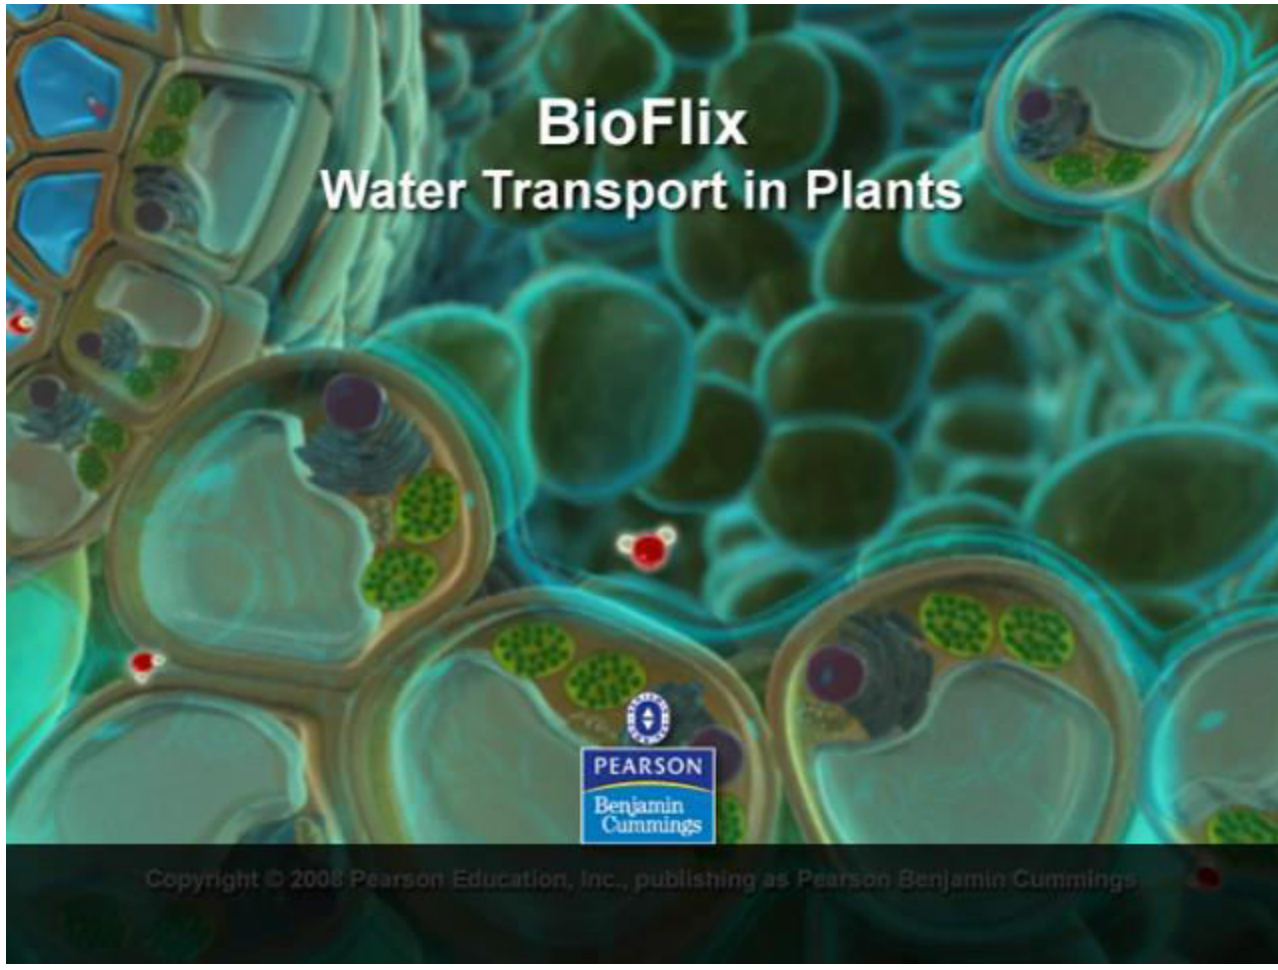 BioFlix
Water Transport in Plants
PEARSON
Benjamin
Cummings
Copyright © 2008 Pearson Education, Inc., publishing as Pearson Benjamin Cummings